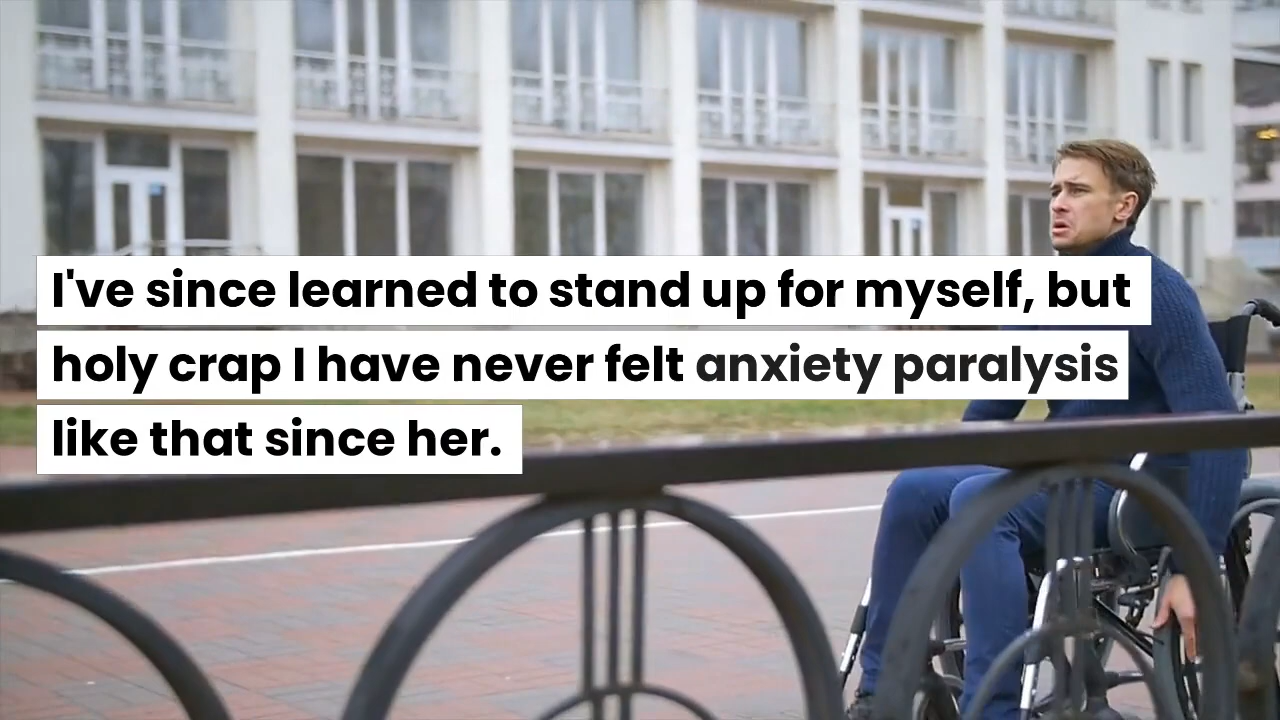 I've since learned to stand up for myself, but
holy crap I have never felt anxiety paralysis
like that since her.